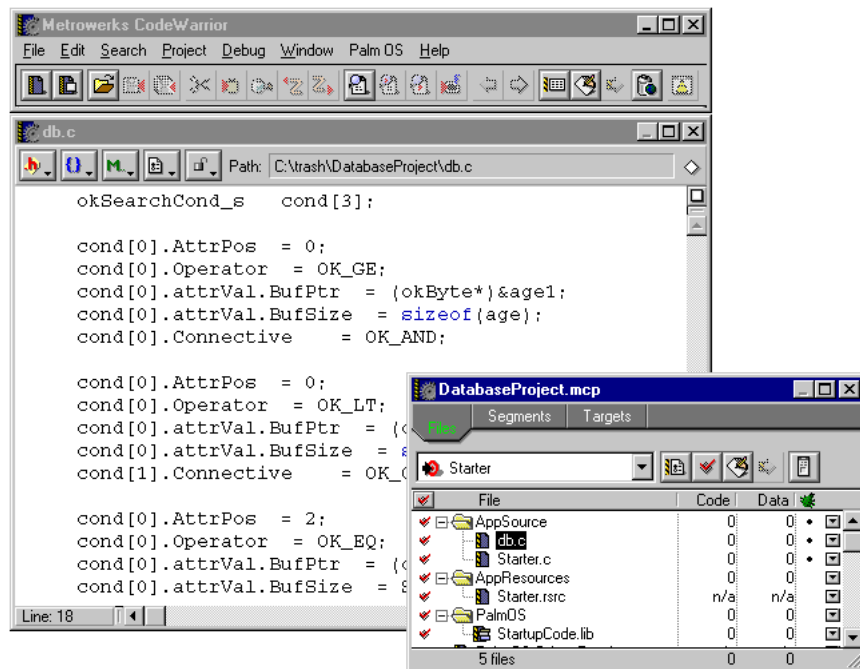 Metrowerks CodeWarrior
File Edit Search Project Debug Window Palm OS Help
db.c
.h {} M. Path: C:\trash\DatabaseProject\db.c
okSearchCond_s cond[3];
cond[0].AttrPos = 0;
cond[0].Operator = OK_GE;
cond[0].attrVal.BufPtr = (okByte*)&age1;
cond[0].attrVal.BufSize = sizeof(age);
cond[0].Connective = OK_AND;
cond[0].AttrPos = 0;
cond[0].Operator = OK_LT;
cond[0].attrVal.BufPtr = (
cond[0].attrVal.BufSize =
cond[1].Connective = OK_
cond[0].AttrPos = 2;
cond[0].Operator = OK_EQ;
cond[0].attrVal.BufPtr = (
cond[0].attrVal.BufSize =
Line: 18
DatabaseProject.mcp
Files Segments Targets
Starter
File Code Data
AppSource 0 0
db.c 0 0
Starter.c 0 0
AppResources 0 0
Starter.rsrc n/a n/a
PalmOS 0 0
StartupCode.lib 0 0
5 files 0 0